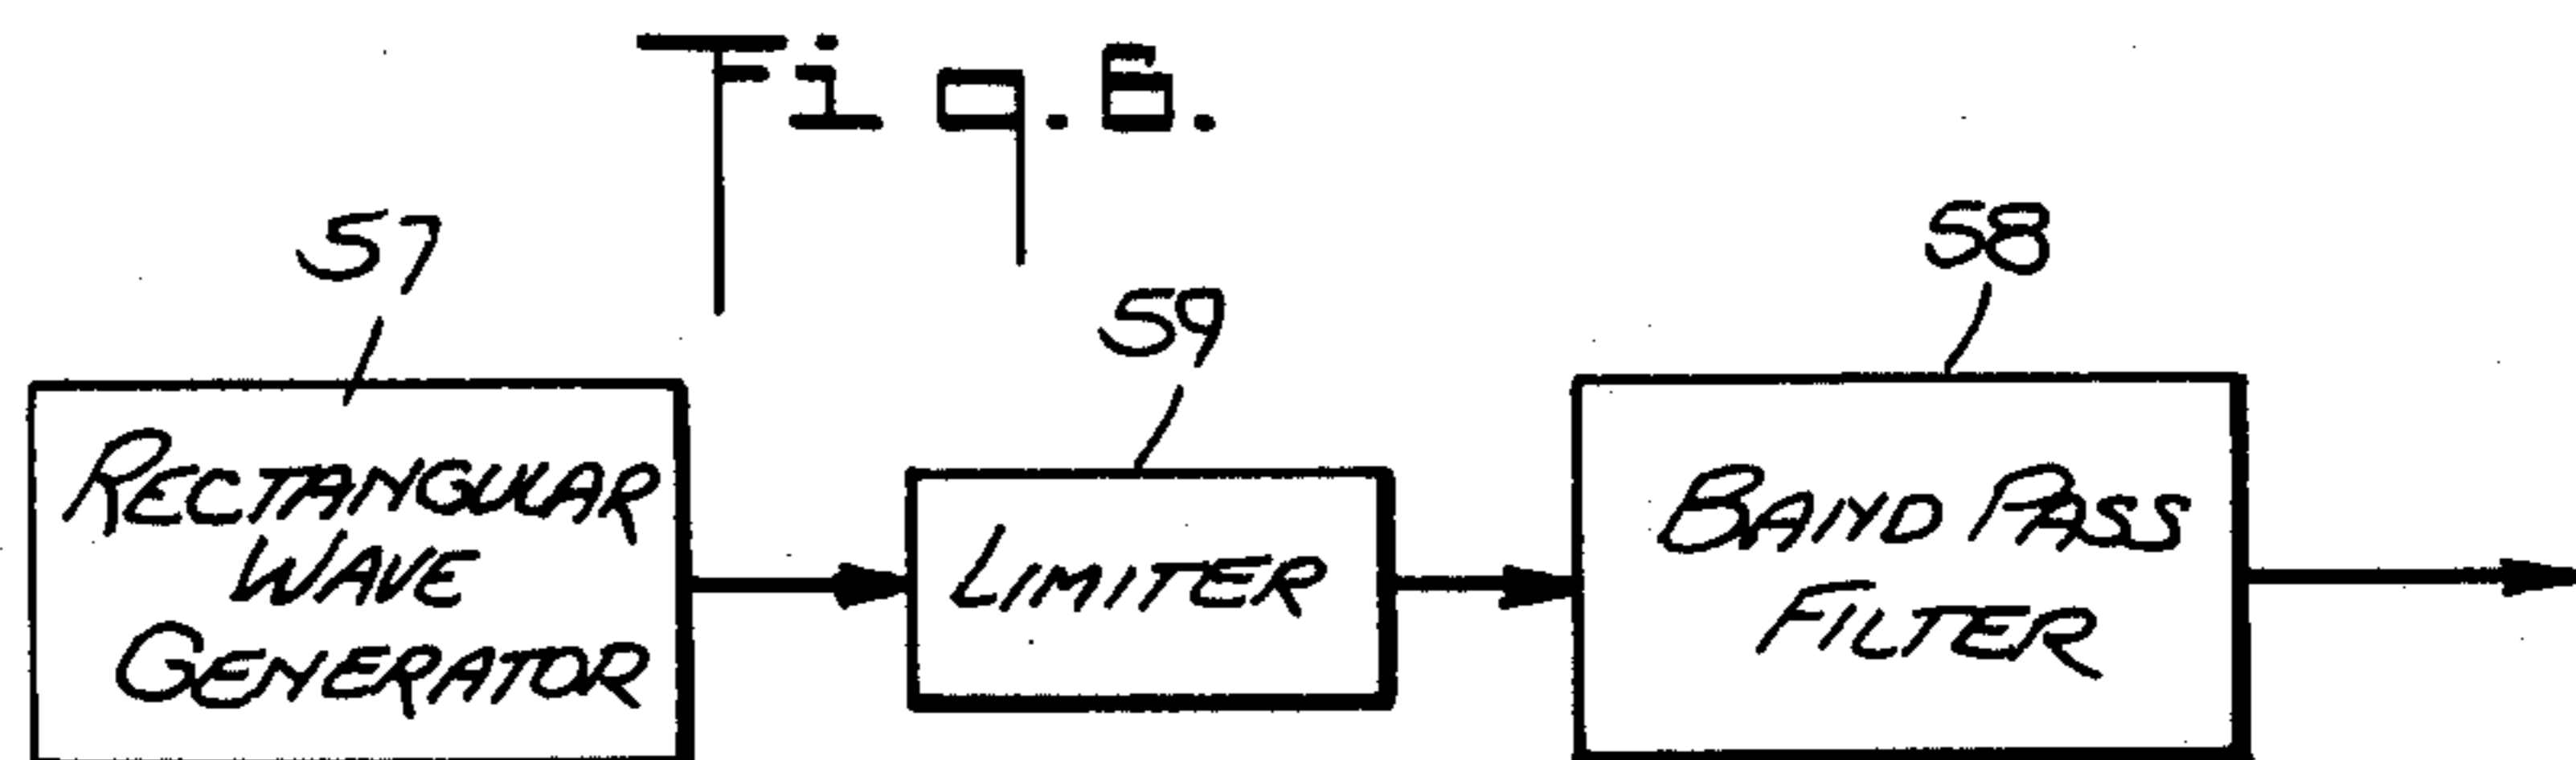 Fig.6.
57
RECTANGULAR
WAVE
GENERATOR
59
LIMITER
58
BAND PASS
FILTER